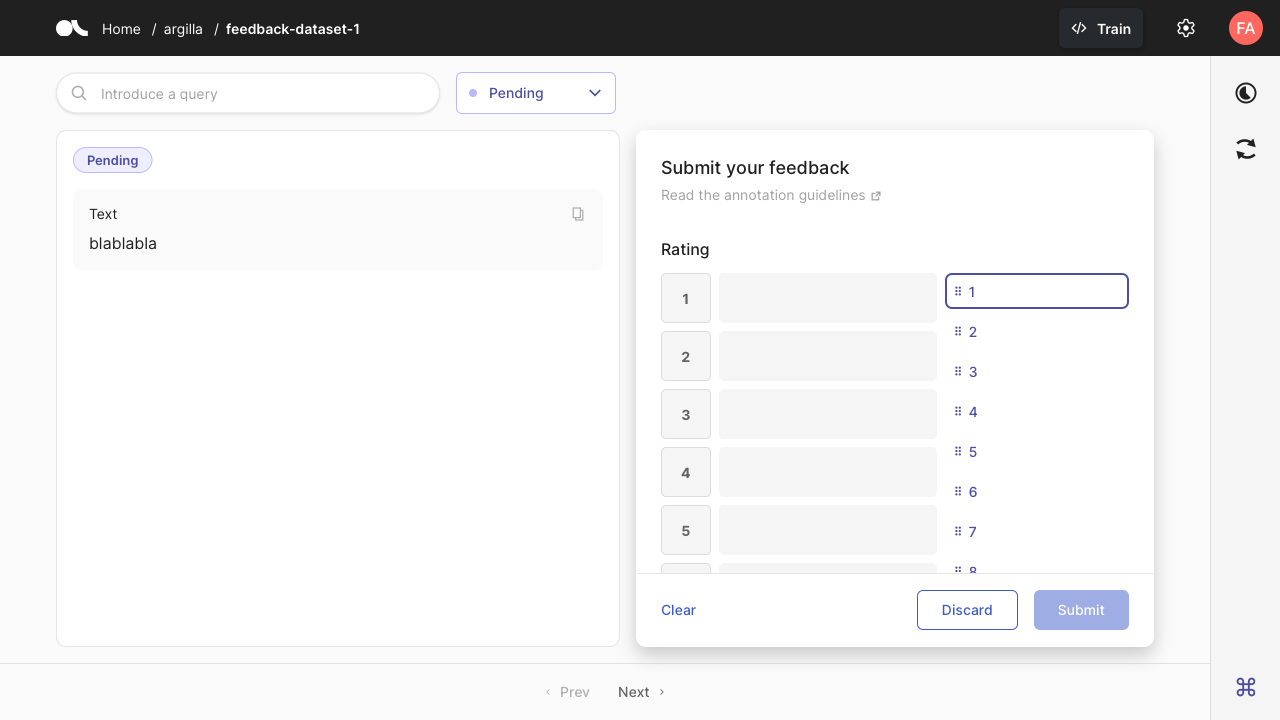 Home / argilla / feedback-dataset-1
Train
FA
Introduce a query
Pending
Pending
Text
blablabla
Submit your feedback
Read the annotation guidelines
Rating
1
2
3
4
5
1
2
3
4
5
6
7
8
Clear
Discard
Submit
Prev
Next